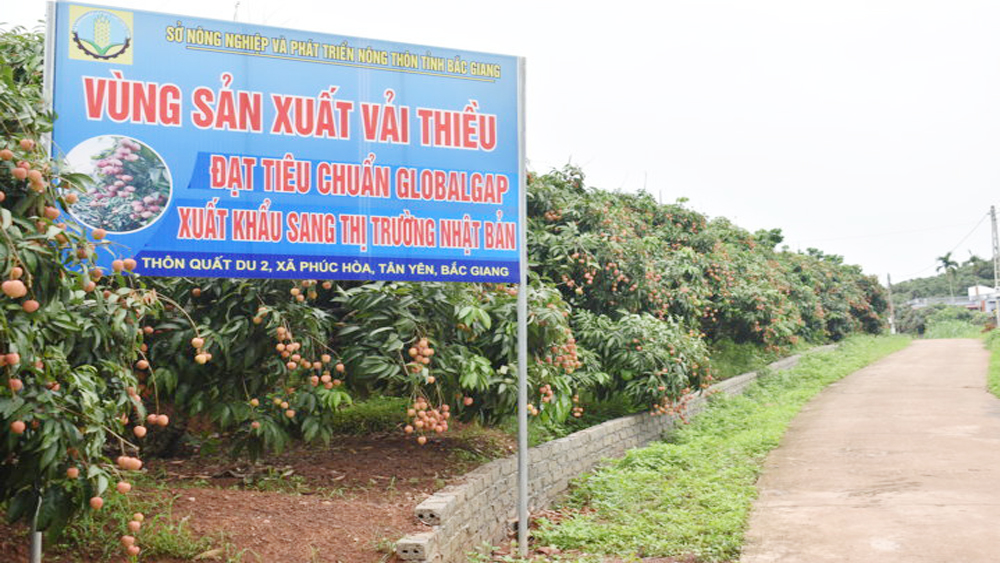 SỞ NÔNG NGHIỆP VÀ PHÁT TRIỂN NÔNG THÔN TỈNH BẮC GIANG
VÙNG SẢN XUẤT VẢI THIỀU
ĐẠT TIÊU CHUẨN GLOBALGAP
XUẤT KHẨU SANG THỊ TRƯỜNG NHẬT BẢN
THÔN QUẤT DU 2, XÃ PHÚC HÒA, TÂN YÊN, BẮC GIANG